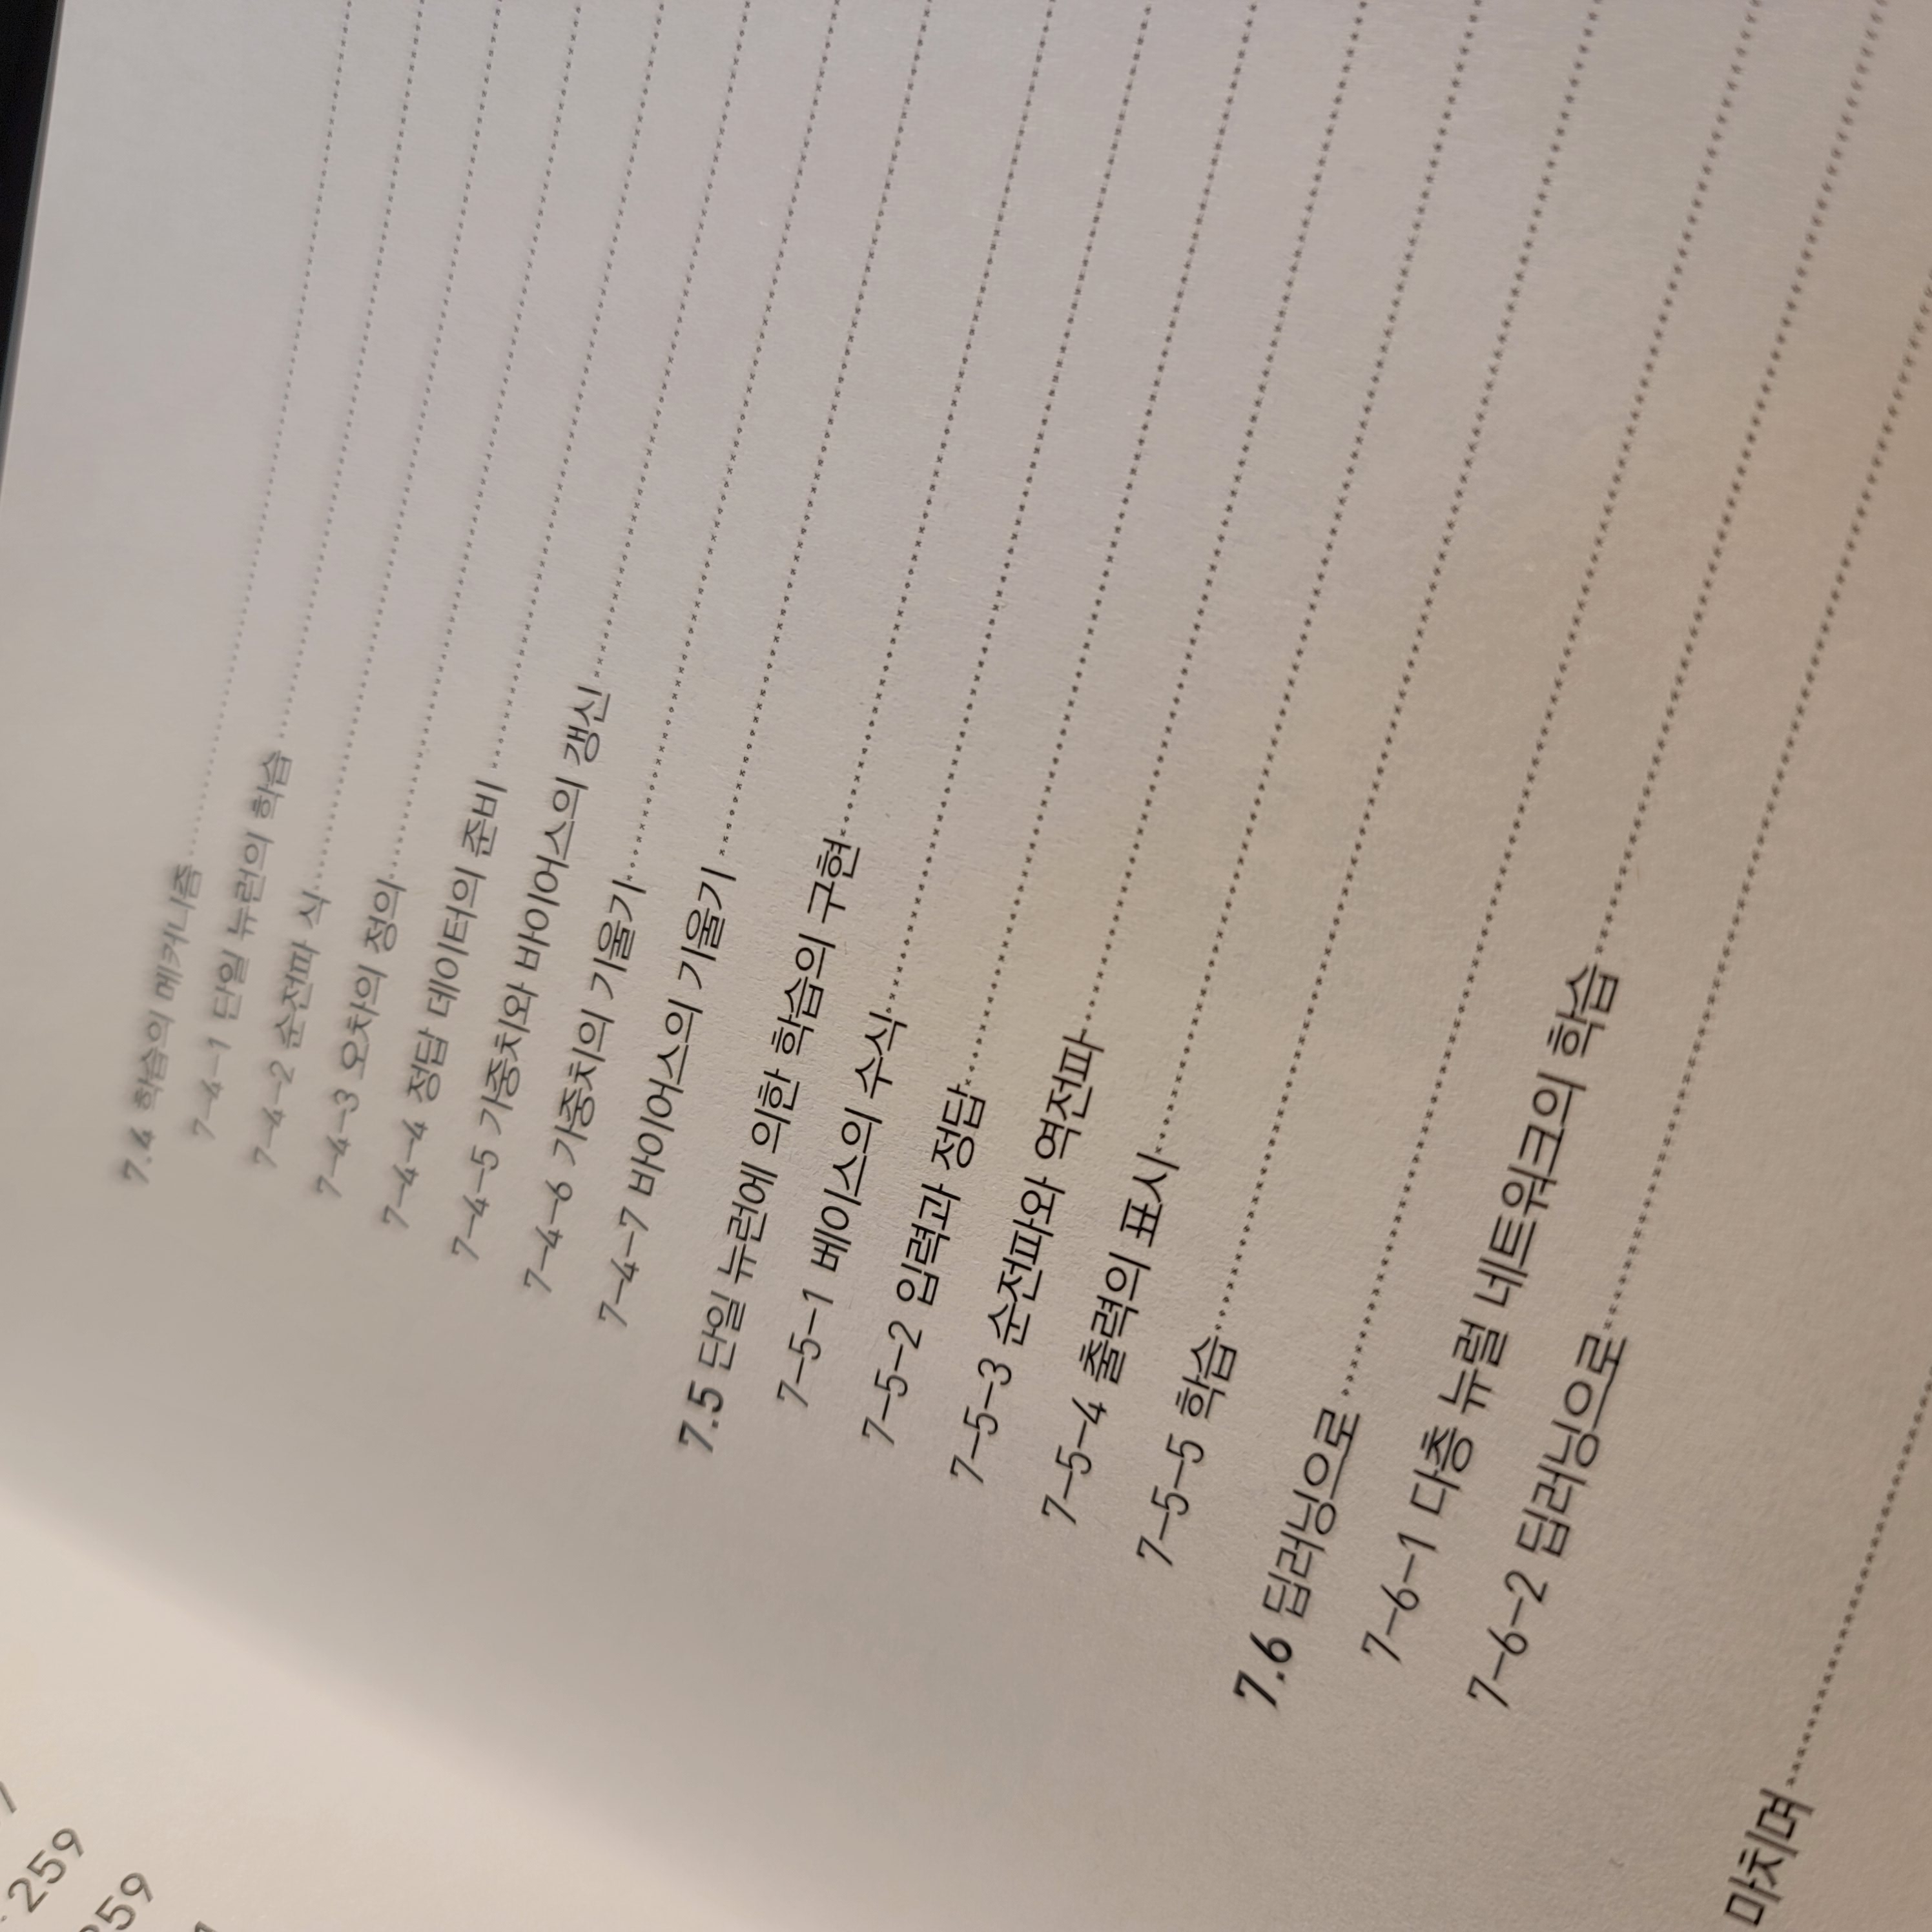 259
259
7.4 학습의 메커니즘
7-4-1 단일 뉴런의 학습
7-4-2 순전파 식
7-4-3 오차의 정의
7-4-4 정답 데이터의 준비
7-4-5 가중치와 바이어스의 갱신
7-4-6 가중치의 기울기
7-4-7 바이어스의 기울기
7.5 단일 뉴런에 의한 학습의 구현
7-5-1 베이스의 수식
7-5-2 입력과 정답
7-5-3 순전파와 역전파
7-5-4 출력의 표시
7-5-5 학습
7.6 딥러닝으로
7-6-1 다층 뉴럴 네트워크의 학습
7-6-2 딥러닝으로
마치며